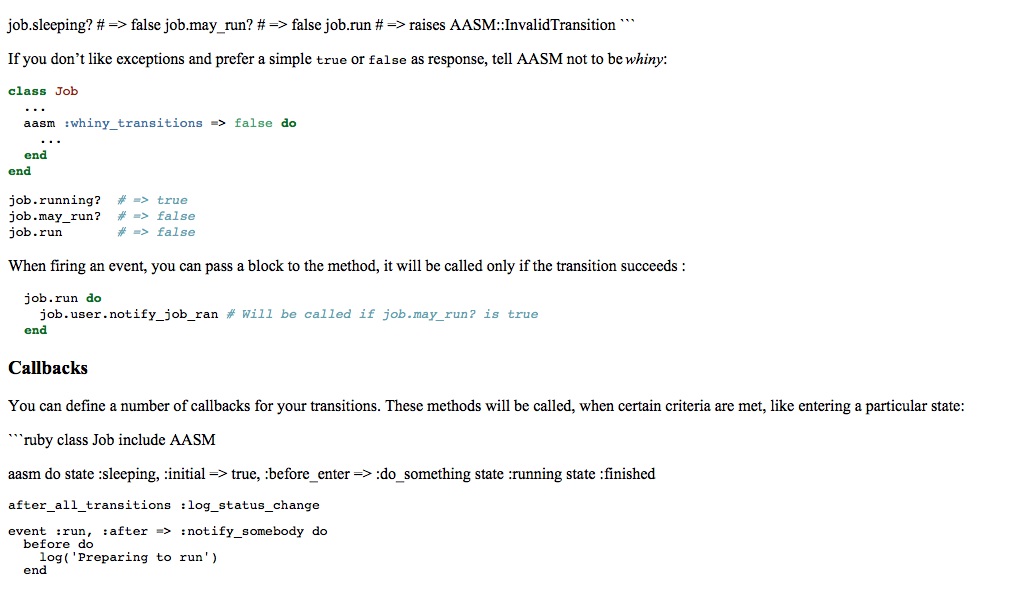 job.sleeping? # => false job.may_run? # => false job.run # => raises AASM::InvalidTransition ```
If you don’t like exceptions and prefer a simple true or false as response, tell AASM not to be whiny:
class Job
  ...
  aasm :whiny_transitions => false do
    ...
  end
end
job.running?  # => true
job.may_run?  # => false
job.run       # => false
When firing an event, you can pass a block to the method, it will be called only if the transition succeeds :
  job.run do
    job.user.notify_job_ran # Will be called if job.may_run? is true
  end
Callbacks
You can define a number of callbacks for your transitions. These methods will be called, when certain criteria are met, like entering a particular state:
```ruby class Job include AASM
aasm do state :sleeping, :initial => true, :before_enter => :do_something state :running state :finished
after_all_transitions :log_status_change
event :run, :after => :notify_somebody do
  before do
    log('Preparing to run')
  end